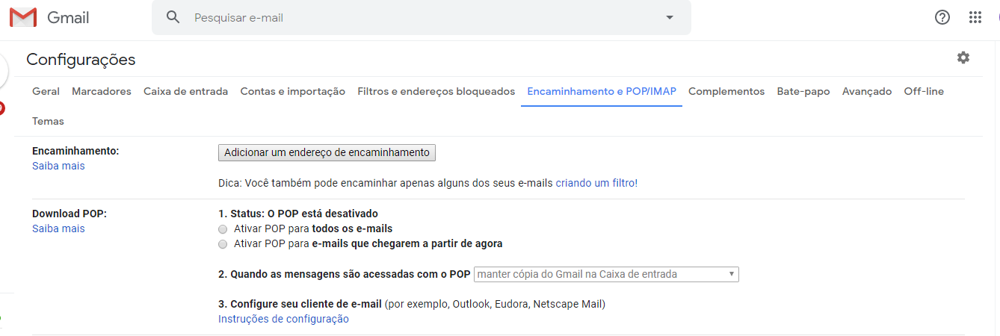 Gmail
Pesquisar e-mail
Configurações
Geral Marcadores Caixa de entrada Contas e importação Filtros e endereços bloqueados Encaminhamento e POP/IMAP Complementos Bate-papo Avançado Off-line
Temas
Encaminhamento: Adicionar um endereço de encaminhamento
Saiba mais
Dica: Você também pode encaminhar apenas alguns dos seus e-mails criando um filtro!
Download POP: 1. Status: O POP está desativado
Saiba mais Ativar POP para todos os e-mails
Ativar POP para e-mails que chegarem a partir de agora
2. Quando as mensagens são acessadas com o POP manter cópia do Gmail na Caixa de entrada
3. Configure seu cliente de e-mail (por exemplo, Outlook, Eudora, Netscape Mail)
Instruções de configuração